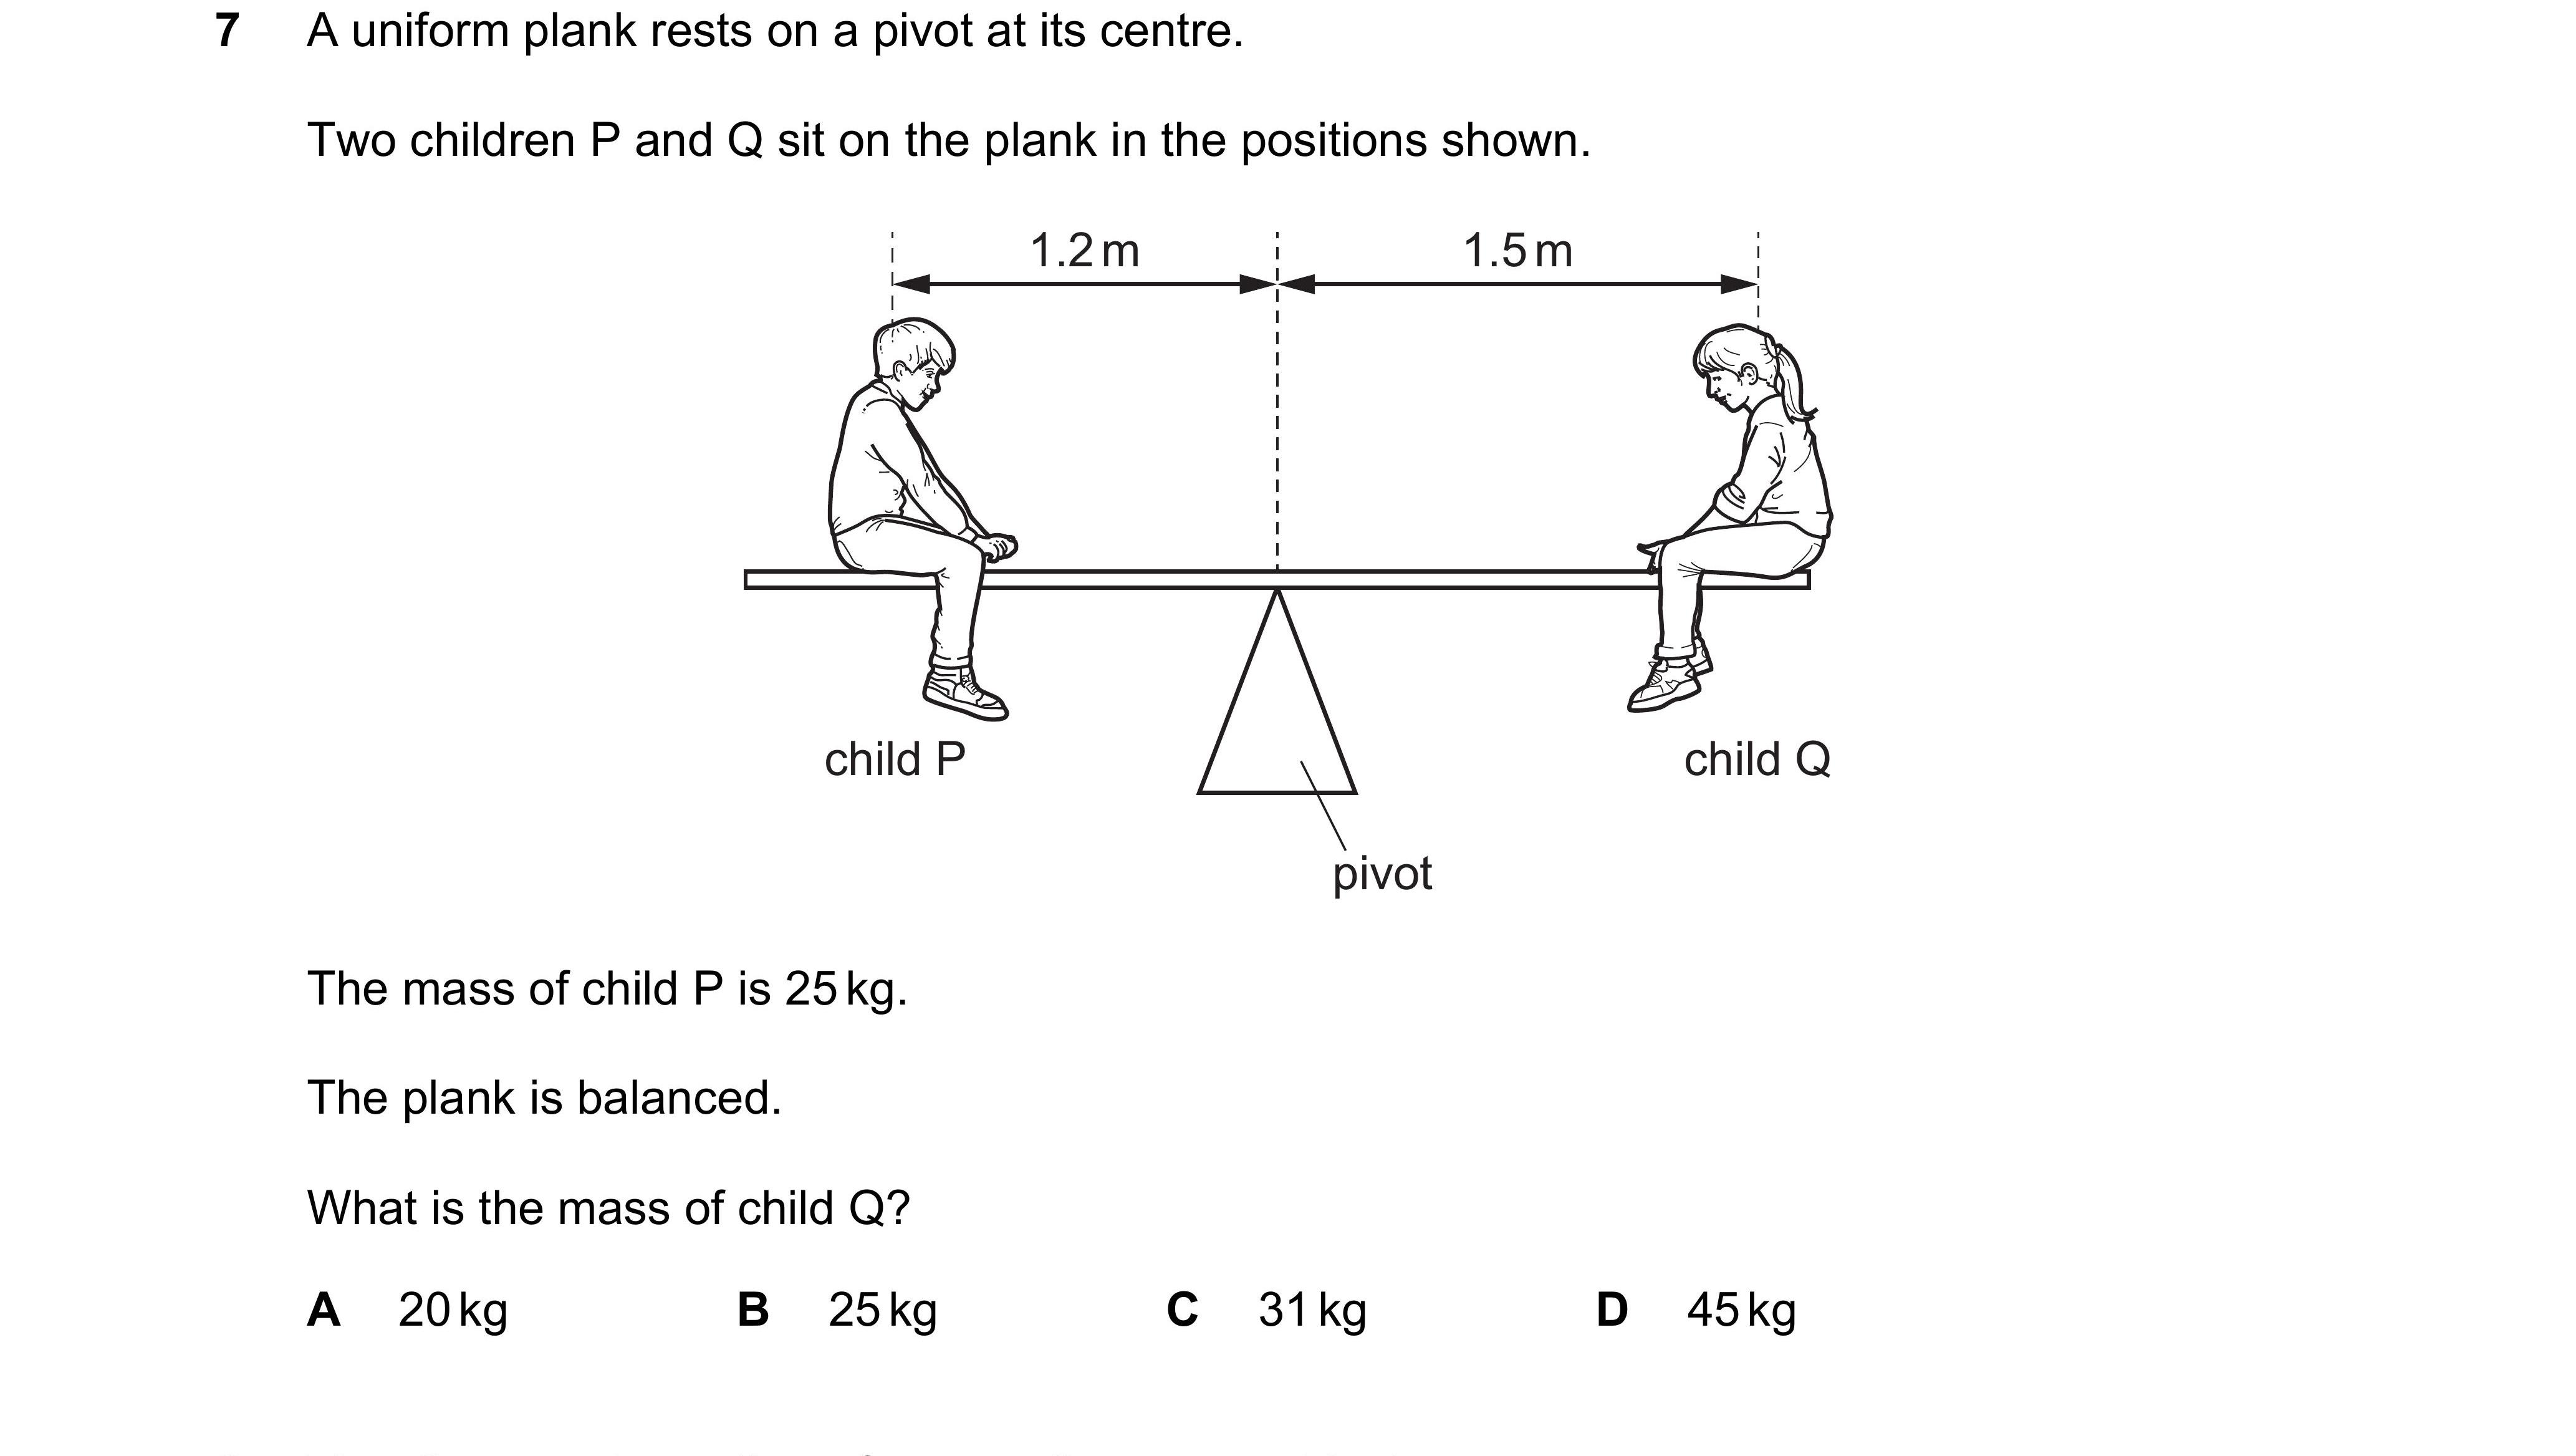 7 A uniform plank rests on a pivot at its centre.
Two children P and Q sit on the plank in the positions shown.
1.2 m 1.5 m
child P child Q
pivot
The mass of child P is 25 kg.
The plank is balanced.
What is the mass of child Q?
A 20 kg B 25 kg C 31 kg D 45 kg